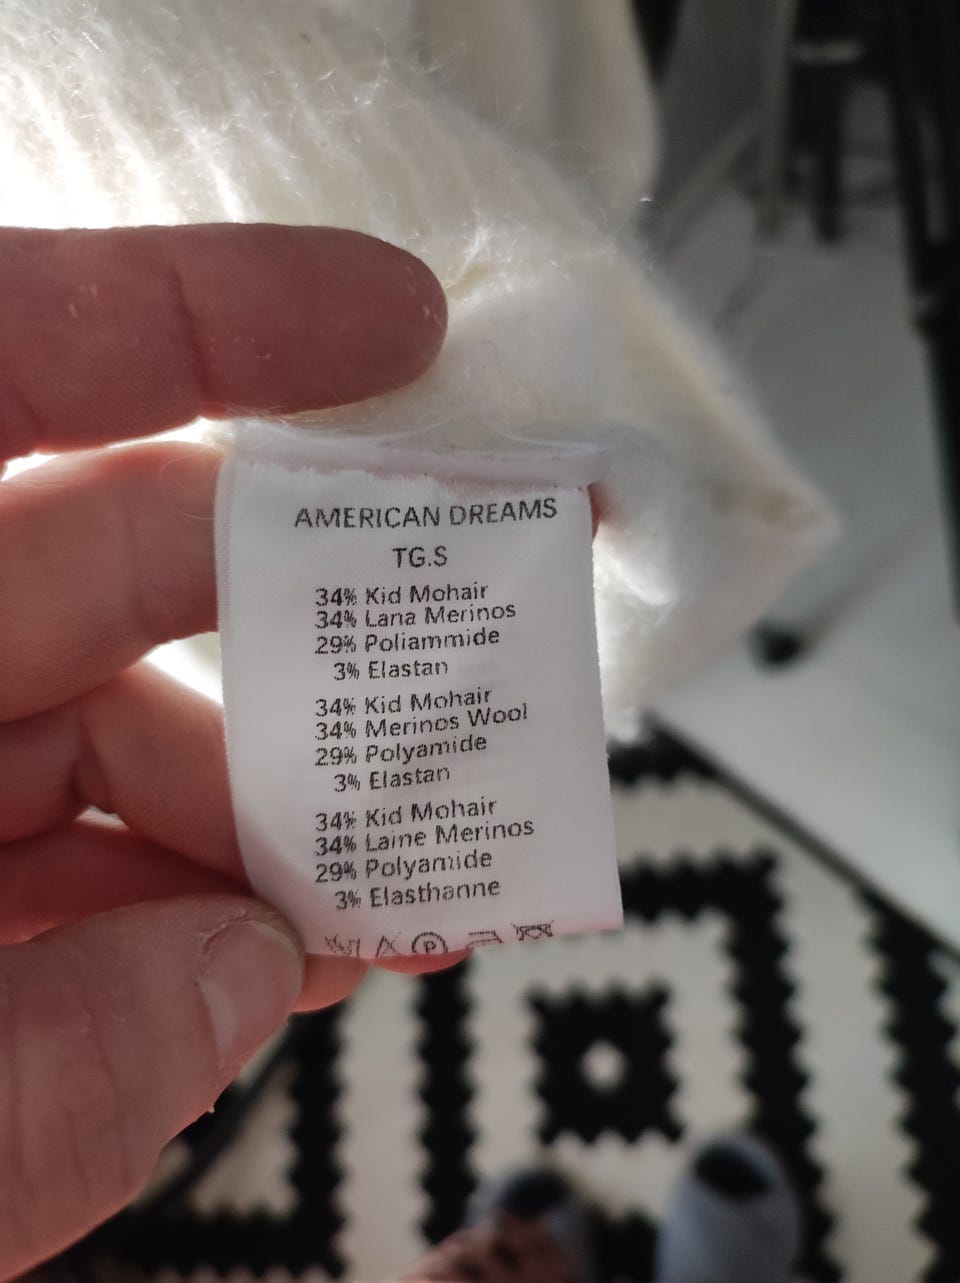 AMERICAN DREAMS
TG.S
34% Kid Mohair
34% Lana Merinos
29% Poliammide
3% Elastan
34% Kid Mohair
34% Merinos Wool
29% Polyamide
3% Elastan
34% Kid Mohair
34% Laine Merinos
29% Polyamide
3% Elasthanne
P